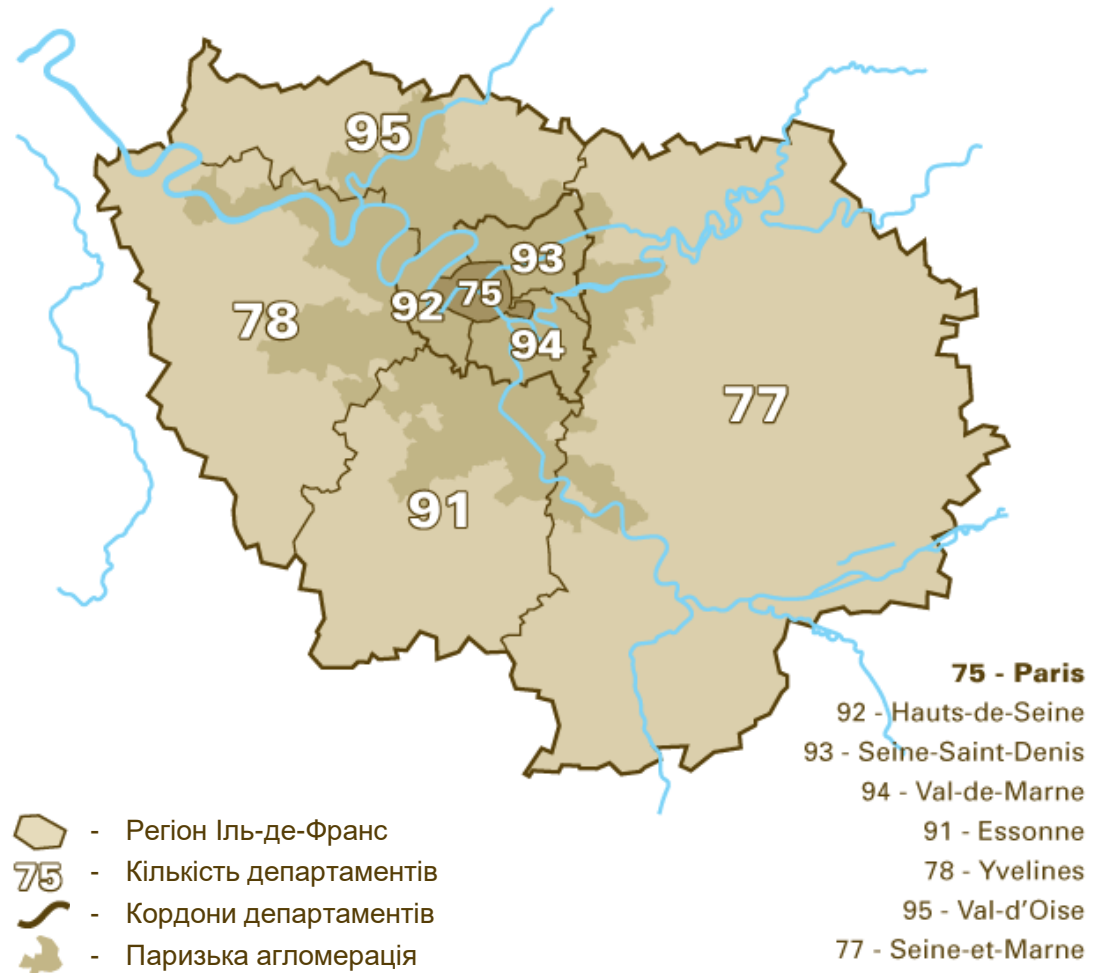 95
93
75
92
78
94
77
91
75 - Paris
92 - Hauts-de-Seine
93 - Seine-Saint-Denis
94 - Val-de-Marne
91 - Essonne
78 - Yvelines
95 - Val-d'Oise
77 - Seine-et-Marne
- Регіон Іль-де-Франс
75 - Кількість департаментів
- Кордони департаментів
- Паризька агломерація